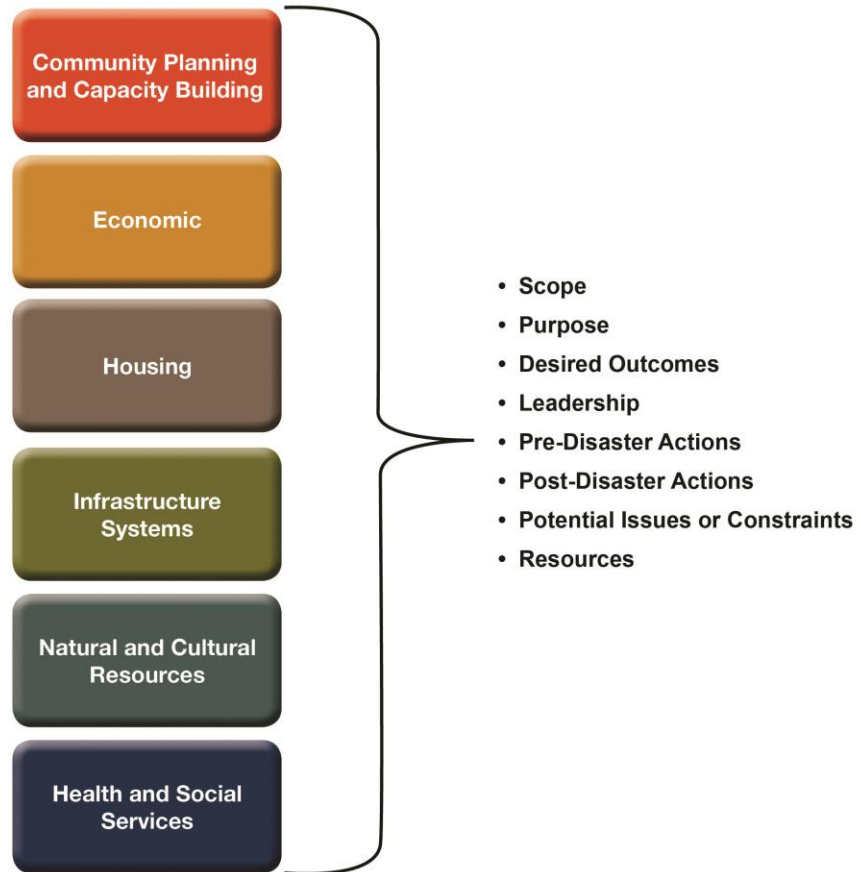 Community Planning
and Capacity Building
Economic
Housing
Infrastructure
Systems
Natural and Cultural
Resources
Health and Social
Services
• Scope
• Purpose
• Desired Outcomes
• Leadership
• Pre-Disaster Actions
• Post-Disaster Actions
• Potential Issues or Constraints
• Resources